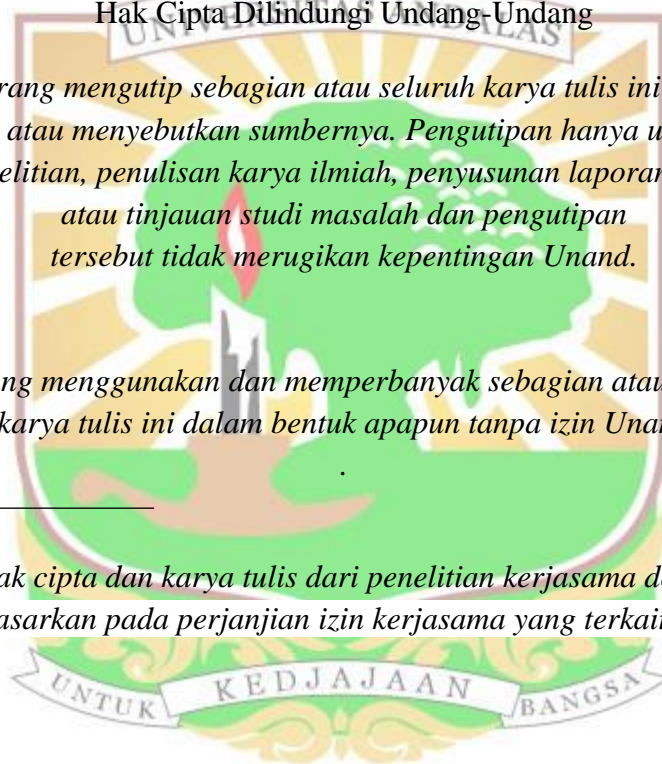 Hak Cipta Dilindungi Undang-Undang
UNIVERSITAS ANDALAS
rang mengutip sebagian atau seluruh karya tulis ini
atau menyebutkan sumbernya. Pengutipan hanya u
elitian, penulisan karya ilmiah, penyusunan laporan
atau tinjauan studi masalah dan pengutipan
tersebut tidak merugikan kepentingan Unand.
ng menggunakan dan memperbanyak sebagian atau
karya tulis ini dalam bentuk apapun tanpa izin Unan
.
ak cipta dan karya tulis dari penelitian kerjasama d
asarkan pada perjanjian izin kerjasama yang terkait
UNTUK KEDJAJAAN BANGSA